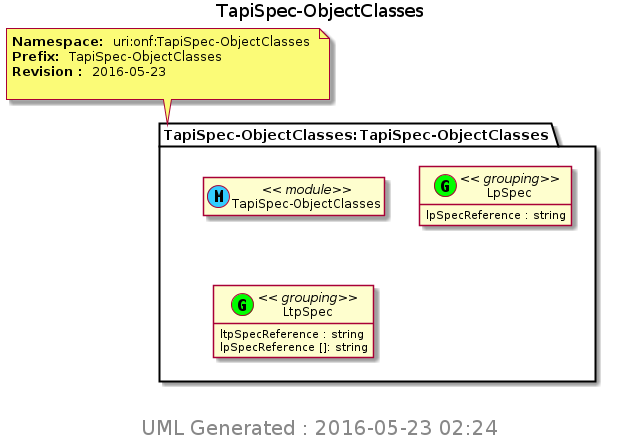 TapiSpec-ObjectClasses
Namespace: uri:onf:TapiSpec-ObjectClasses
Prefix: TapiSpec-ObjectClasses
Revision : 2016-05-23
TapiSpec-ObjectClasses:TapiSpec-ObjectClasses
M << module>>
TapiSpec-ObjectClasses
G << grouping>>
LpSpec
lpSpecReference : string
G << grouping>>
LtpSpec
ltpSpecReference : string
lpSpecReference []: string
UML Generated : 2016-05-23 02:24